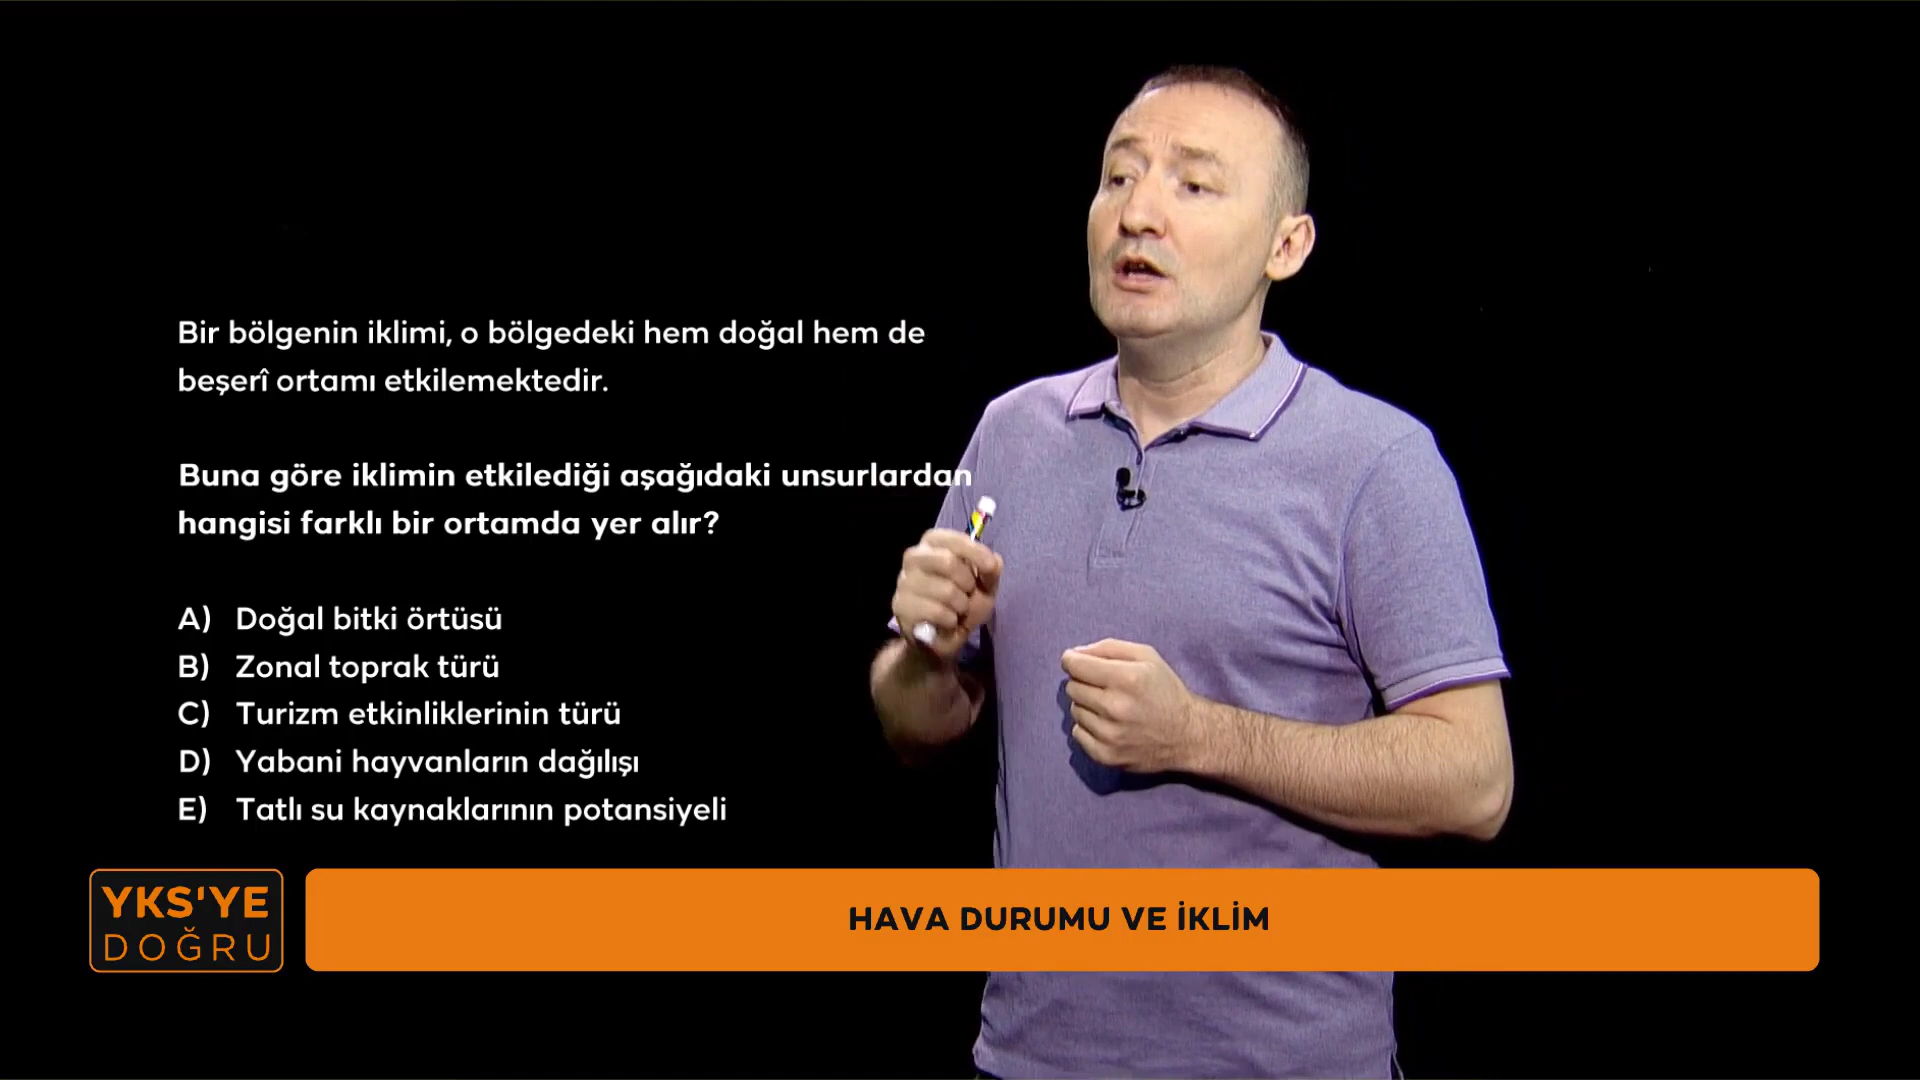 Bir bölgenin iklimi, o bölgedeki hem doğal hem de
beşerî ortamı etkilemektedir.
Buna göre iklimin etkilediği aşağıdaki unsurlardan
hangisi farklı bir ortamda yer alır?
A) Doğal bitki örtüsü
B) Zonal toprak türü
C) Turizm etkinliklerinin türü
D) Yabani hayvanların dağılışı
E) Tatlı su kaynaklarının potansiyeli
YKS'YE
DOĞRU
HAVA DURUMU VE İKLİM